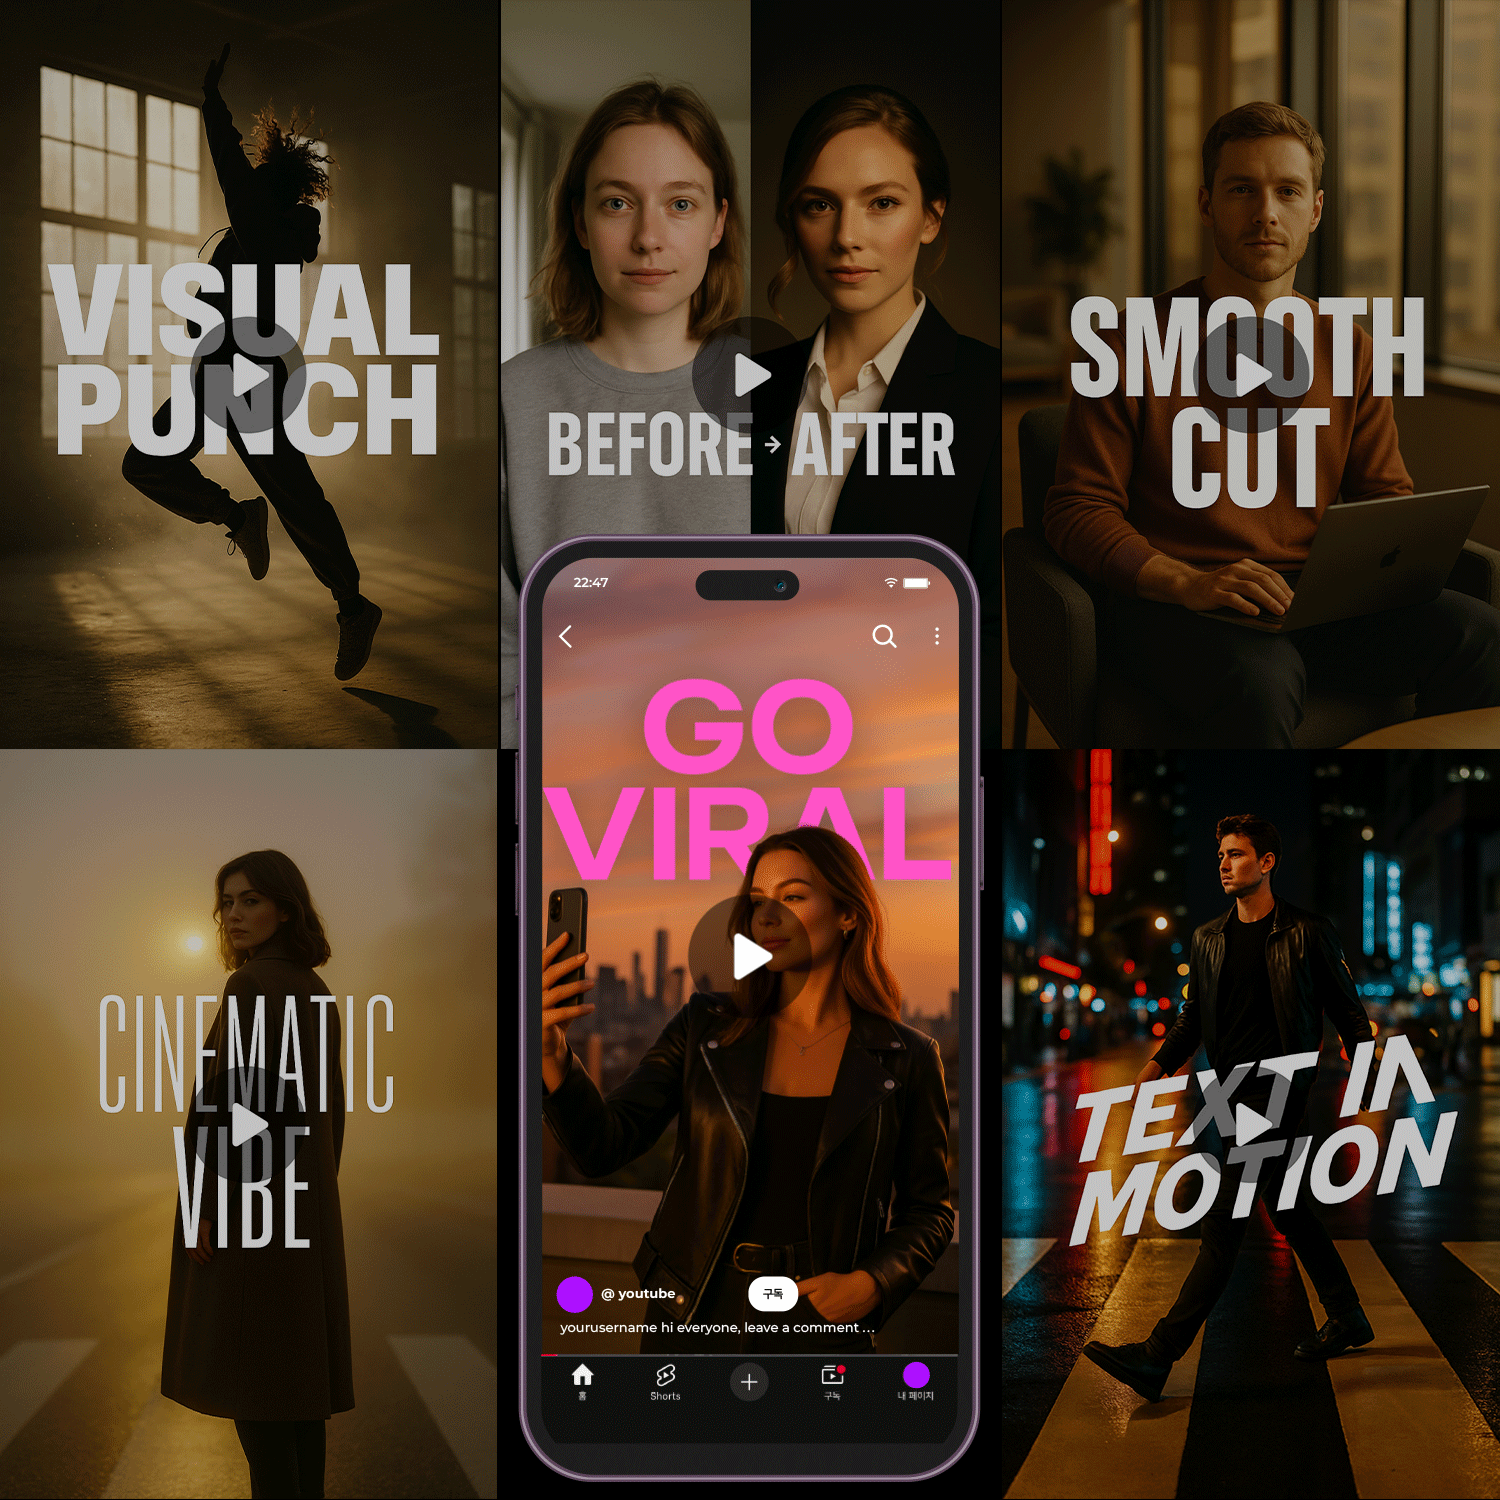 VISUAL
PUNCH
BEFORE → AFTER
SMOOTH
CUT
CINEMATIC
VIBE
22:47
GO
VIRAL
@ youtube
구독
yourusername hi everyone, leave a comment ...
홈
Shorts
구독
내 페이지
TEXT IN
MOTION